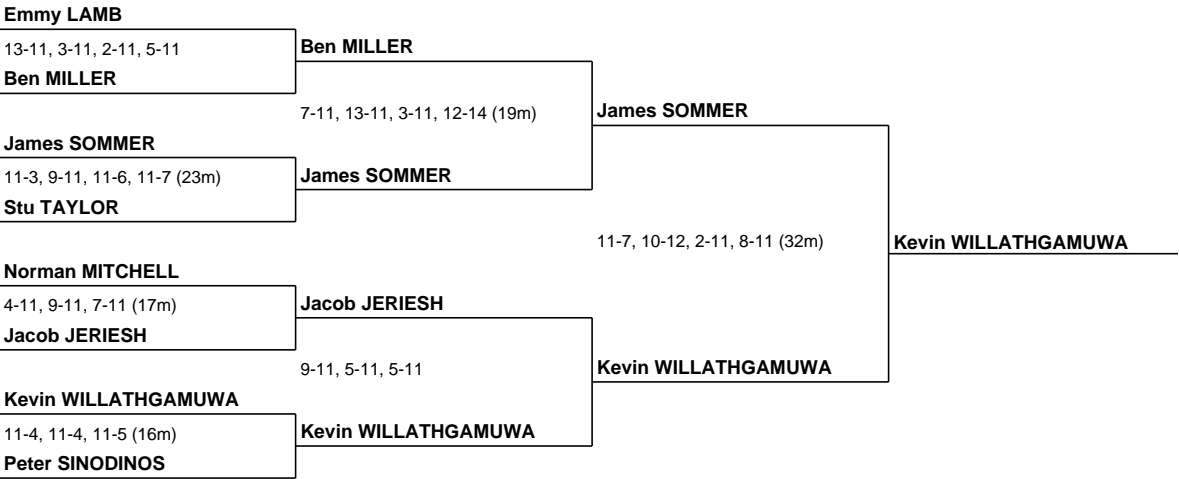 Emmy LAMB
13-11, 3-11, 2-11, 5-11
Ben MILLER
James SOMMER
11-3, 9-11, 11-6, 11-7 (23m)
Stu TAYLOR
Norman MITCHELL
4-11, 9-11, 7-11 (17m)
Jacob JERIESH
Kevin WILLATHGAMUWA
11-4, 11-4, 11-5 (16m)
Peter SINODINOS
Ben MILLER
7-11, 13-11, 3-11, 12-14 (19m)
James SOMMER
Jacob JERIESH
9-11, 5-11, 5-11
Kevin WILLATHGAMUWA
James SOMMER
11-7, 10-12, 2-11, 8-11 (32m)
Kevin WILLATHGAMUWA
Kevin WILLATHGAMUWA